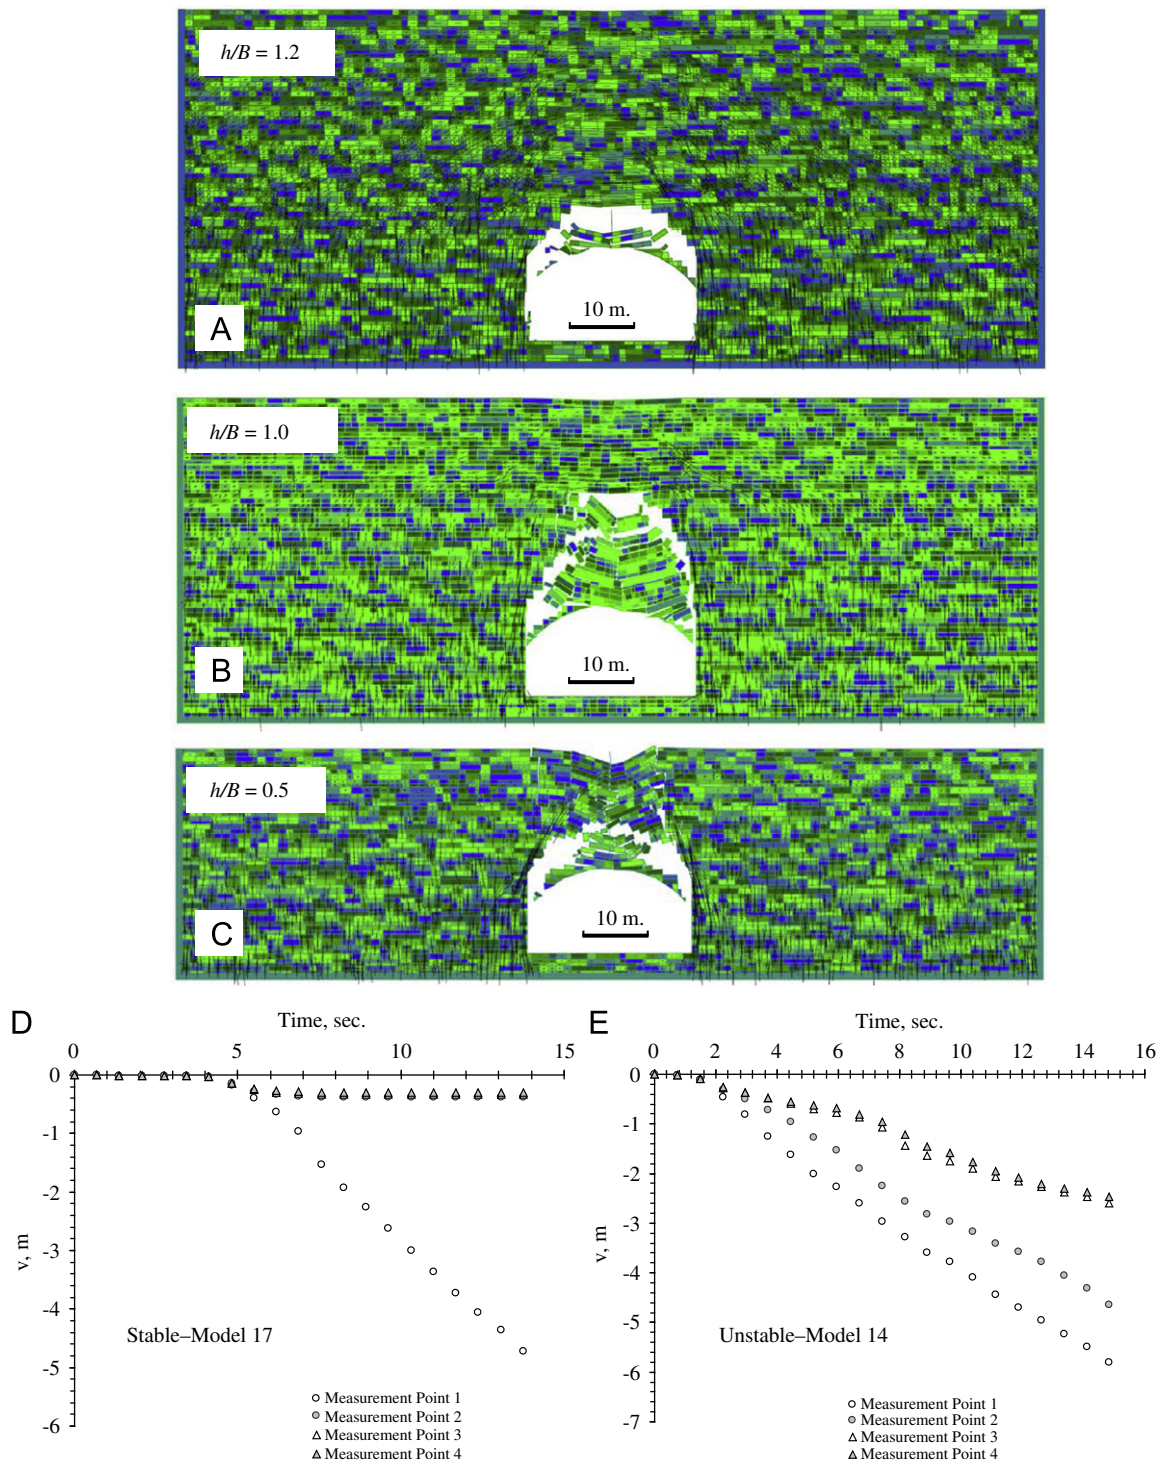 h/B = 1.2
A
10 m.
h/B = 1.0
B
10 m.
h/B = 0.5
C
10 m.
D
Time, sec.
0 5 10 15
0
-1
-2
-3
-4
-5
-6
v, m
Stable–Model 17
Measurement Point 1
Measurement Point 2
Measurement Point 3
Measurement Point 4
E
Time, sec.
0 2 4 6 8 10 12 14 16
0
-1
-2
-3
-4
-5
-6
-7
v, m
Unstable–Model 14
Measurement Point 1
Measurement Point 2
Measurement Point 3
Measurement Point 4